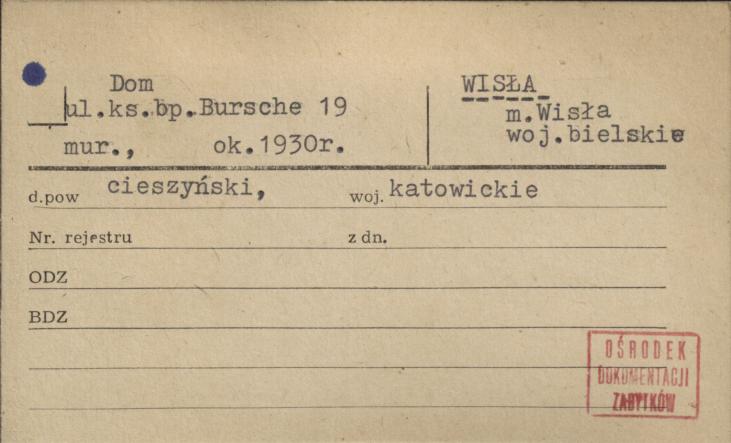 Dom
ul.ks.bp.Bursche 19
mur., ok.1930r.
WISŁA
m.Wisła
woj.bielskie
d.pow cieszyński, woj. katowickie
Nr. rejestru z dn.
ODZ
BDZ
OŚRODEK
DOKUMENTACJI
ZABYTKÓW